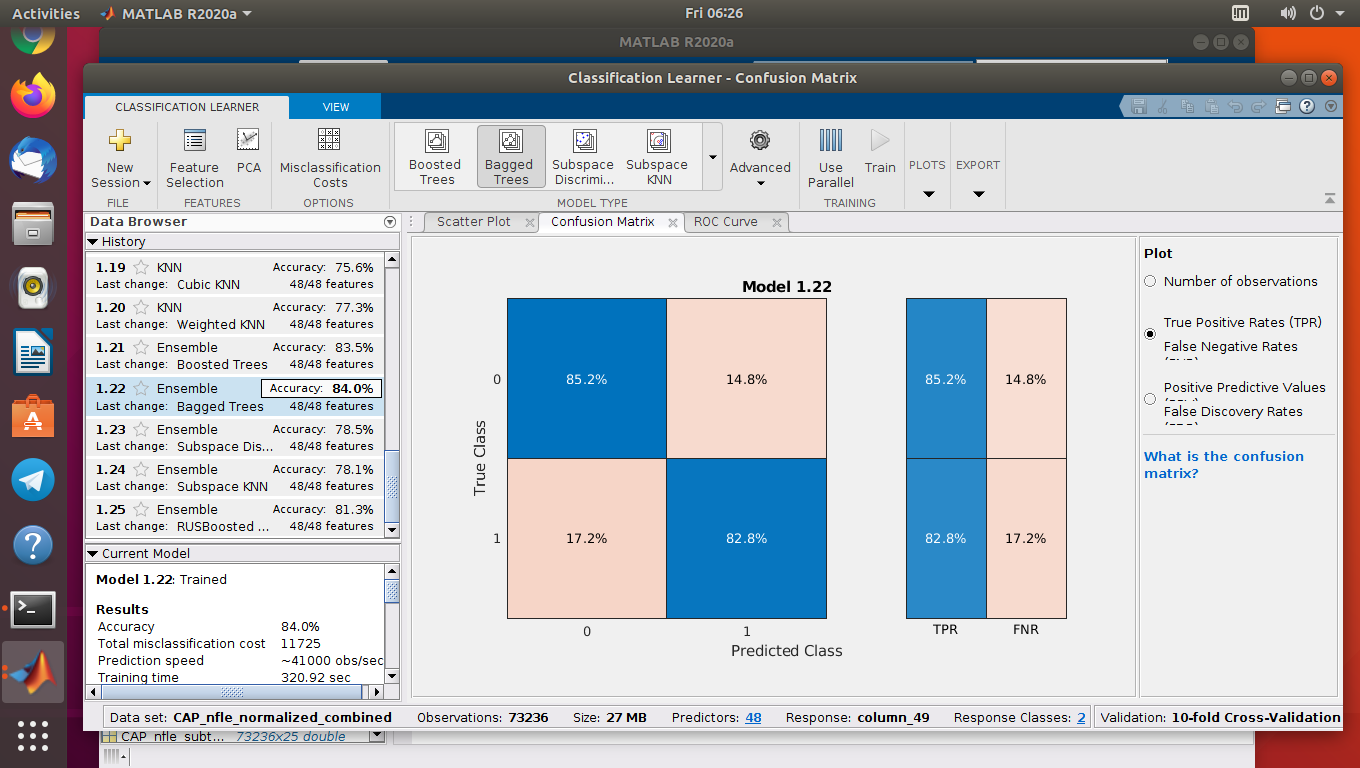 Activities MATLAB R2020a Fri 06:26
MATLAB R2020a
Classification Learner - Confusion Matrix
CLASSIFICATION LEARNER VIEW
New Session
Feature Selection
PCA
Misclassification Costs
Boosted Trees
Bagged Trees
Subspace Discrimi...
Subspace KNN
Advanced
Use Parallel
Train
PLOTS
EXPORT
FILE FEATURES OPTIONS MODEL TYPE TRAINING
Data Browser
Scatter Plot Confusion Matrix ROC Curve
History
1.19 KNN Accuracy: 75.6%
Last change: Cubic KNN 48/48 features
1.20 KNN Accuracy: 77.3%
Last change: Weighted KNN 48/48 features
1.21 Ensemble Accuracy: 83.5%
Last change: Boosted Trees 48/48 features
1.22 Ensemble Accuracy: 84.0%
Last change: Bagged Trees 48/48 features
1.23 Ensemble Accuracy: 78.5%
Last change: Subspace Dis... 48/48 features
1.24 Ensemble Accuracy: 78.1%
Last change: Subspace KNN 48/48 features
1.25 Ensemble Accuracy: 81.3%
Last change: RUSBoosted ... 48/48 features
Current Model
Model 1.22: Trained
Results
Accuracy 84.0%
Total misclassification cost 11725
Prediction speed ~41000 obs/sec
Training time 320.92 sec
Model 1.22
True Class
0 85.2% 14.8% 85.2% 14.8%
1 17.2% 82.8% 82.8% 17.2%
0 1 TPR FNR
Predicted Class
Plot
Number of observations
True Positive Rates (TPR)
False Negative Rates
Positive Predictive Values
False Discovery Rates
What is the confusion
matrix?
Data set: CAP_nfle_normalized_combined Observations: 73236 Size: 27 MB Predictors: 48 Response: column_49 Response Classes: 2 Validation: 10-fold Cross-Validation
CAP_nfle_subt... 73236x25 double